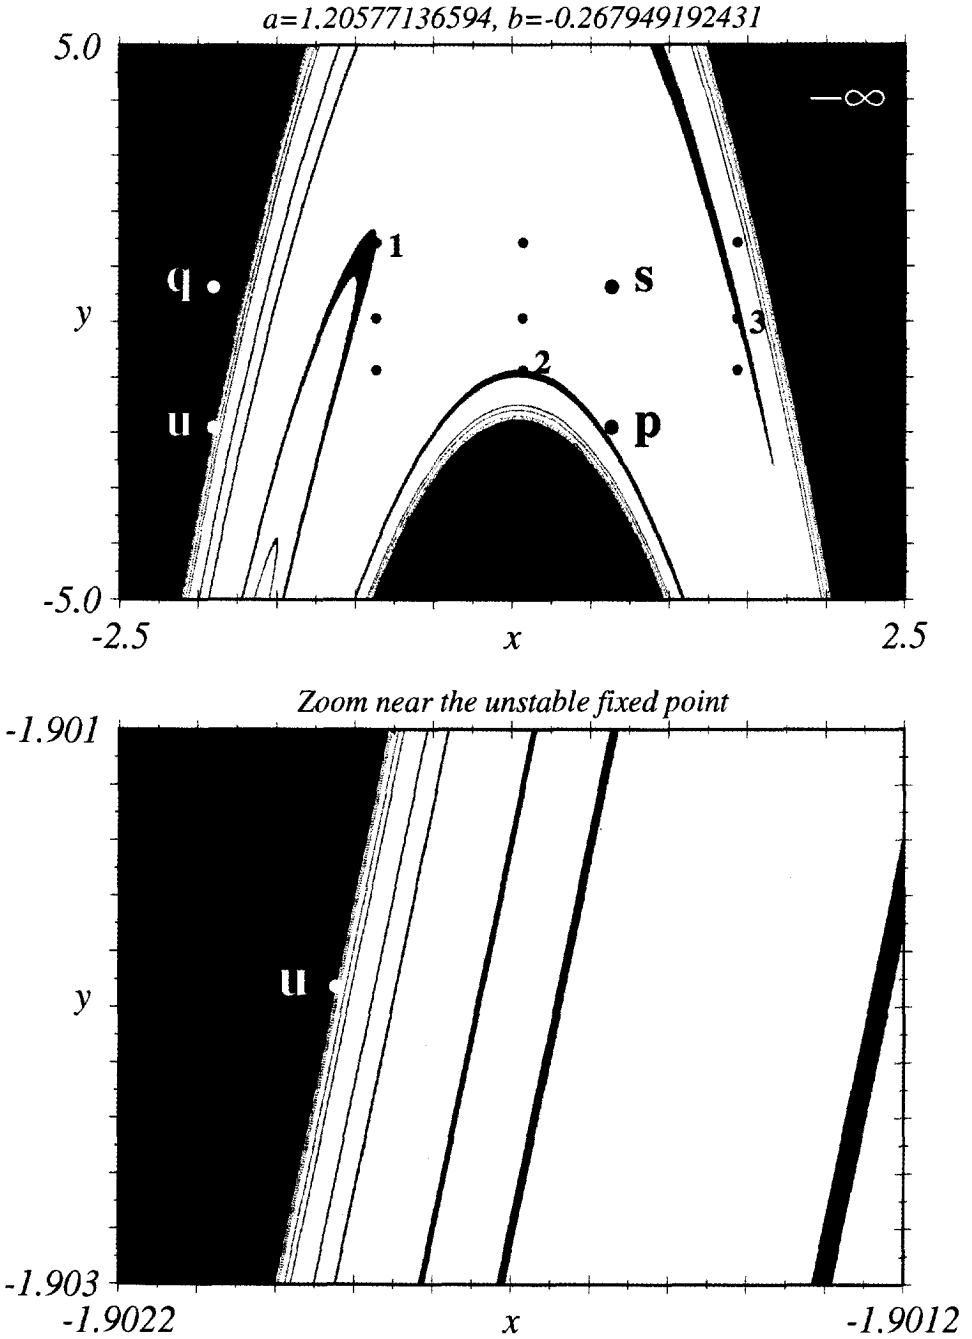 a=1.20577136594, b=-0.267949192431
5.0
−∞
1
q
s
y
3
2
u
p
-5.0
-2.5
x
2.5
Zoom near the unstable fixed point
-1.901
u
y
-1.903
-1.9022
x
-1.9012